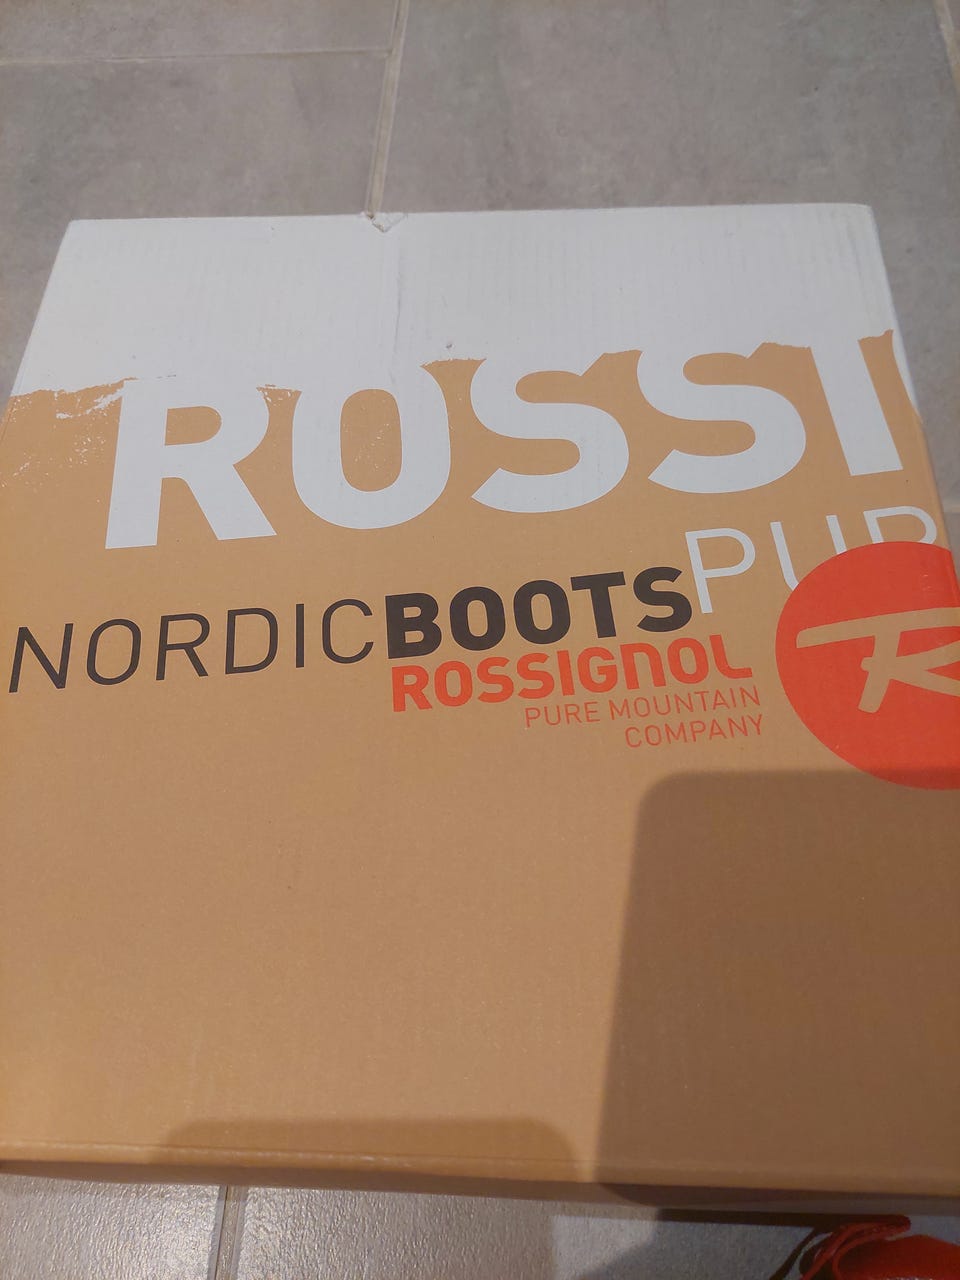 ROSSI
PUR
NORDICBOOTS
ROSSIGNOL
PURE MOUNTAIN
COMPANY
R